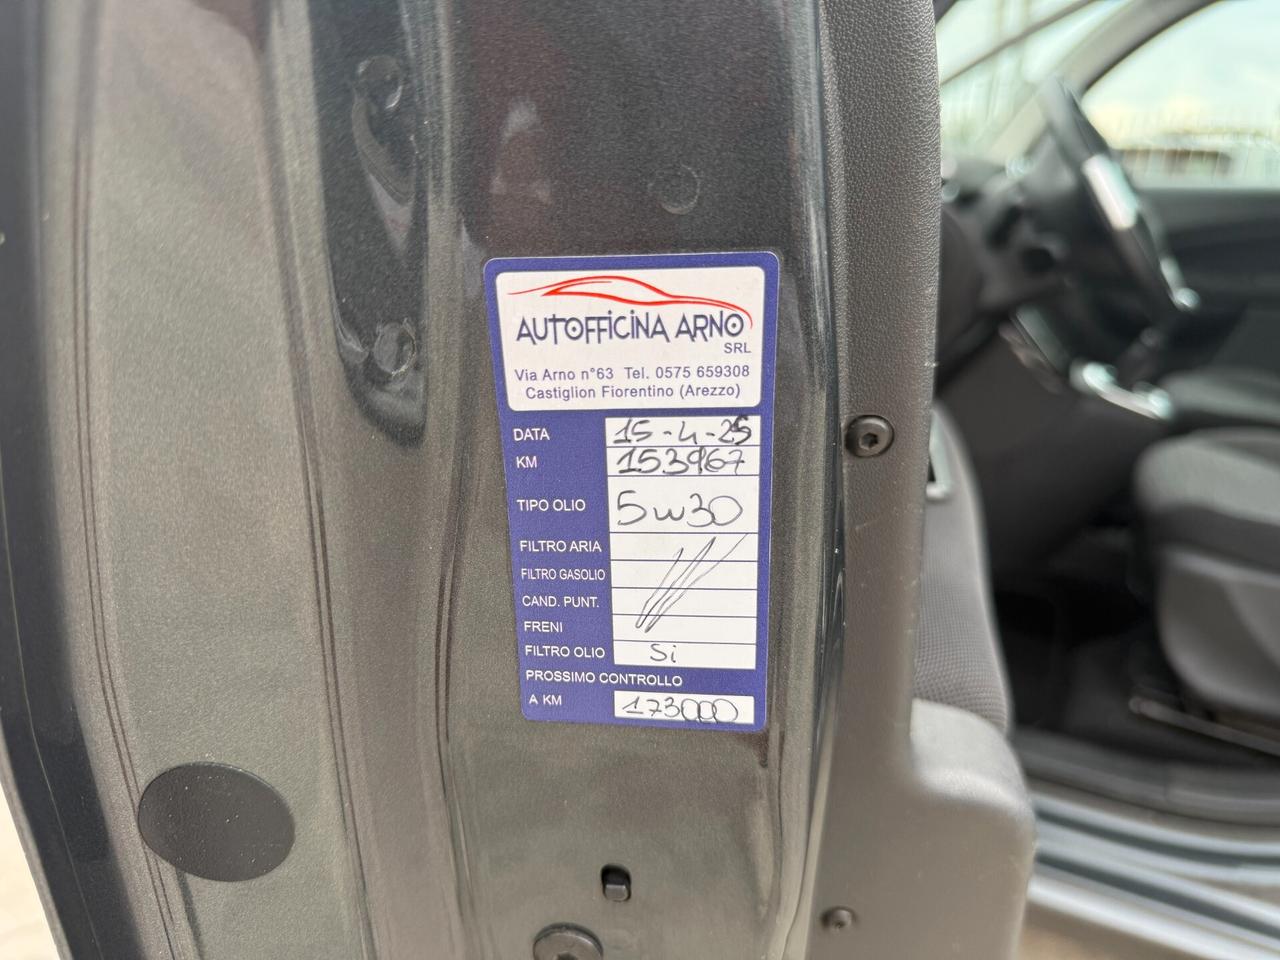 AUTOFFICINA ARNO
SRL
Via Arno n°63 Tel. 0575 659308
Castiglion Fiorentino (Arezzo)
DATA 15-4-25
KM 153967
TIPO OLIO 5w30
FILTRO ARIA
FILTRO GASOLIO
CAND. PUNT.
FRENI
FILTRO OLIO Si
PROSSIMO CONTROLLO
A KM 173000